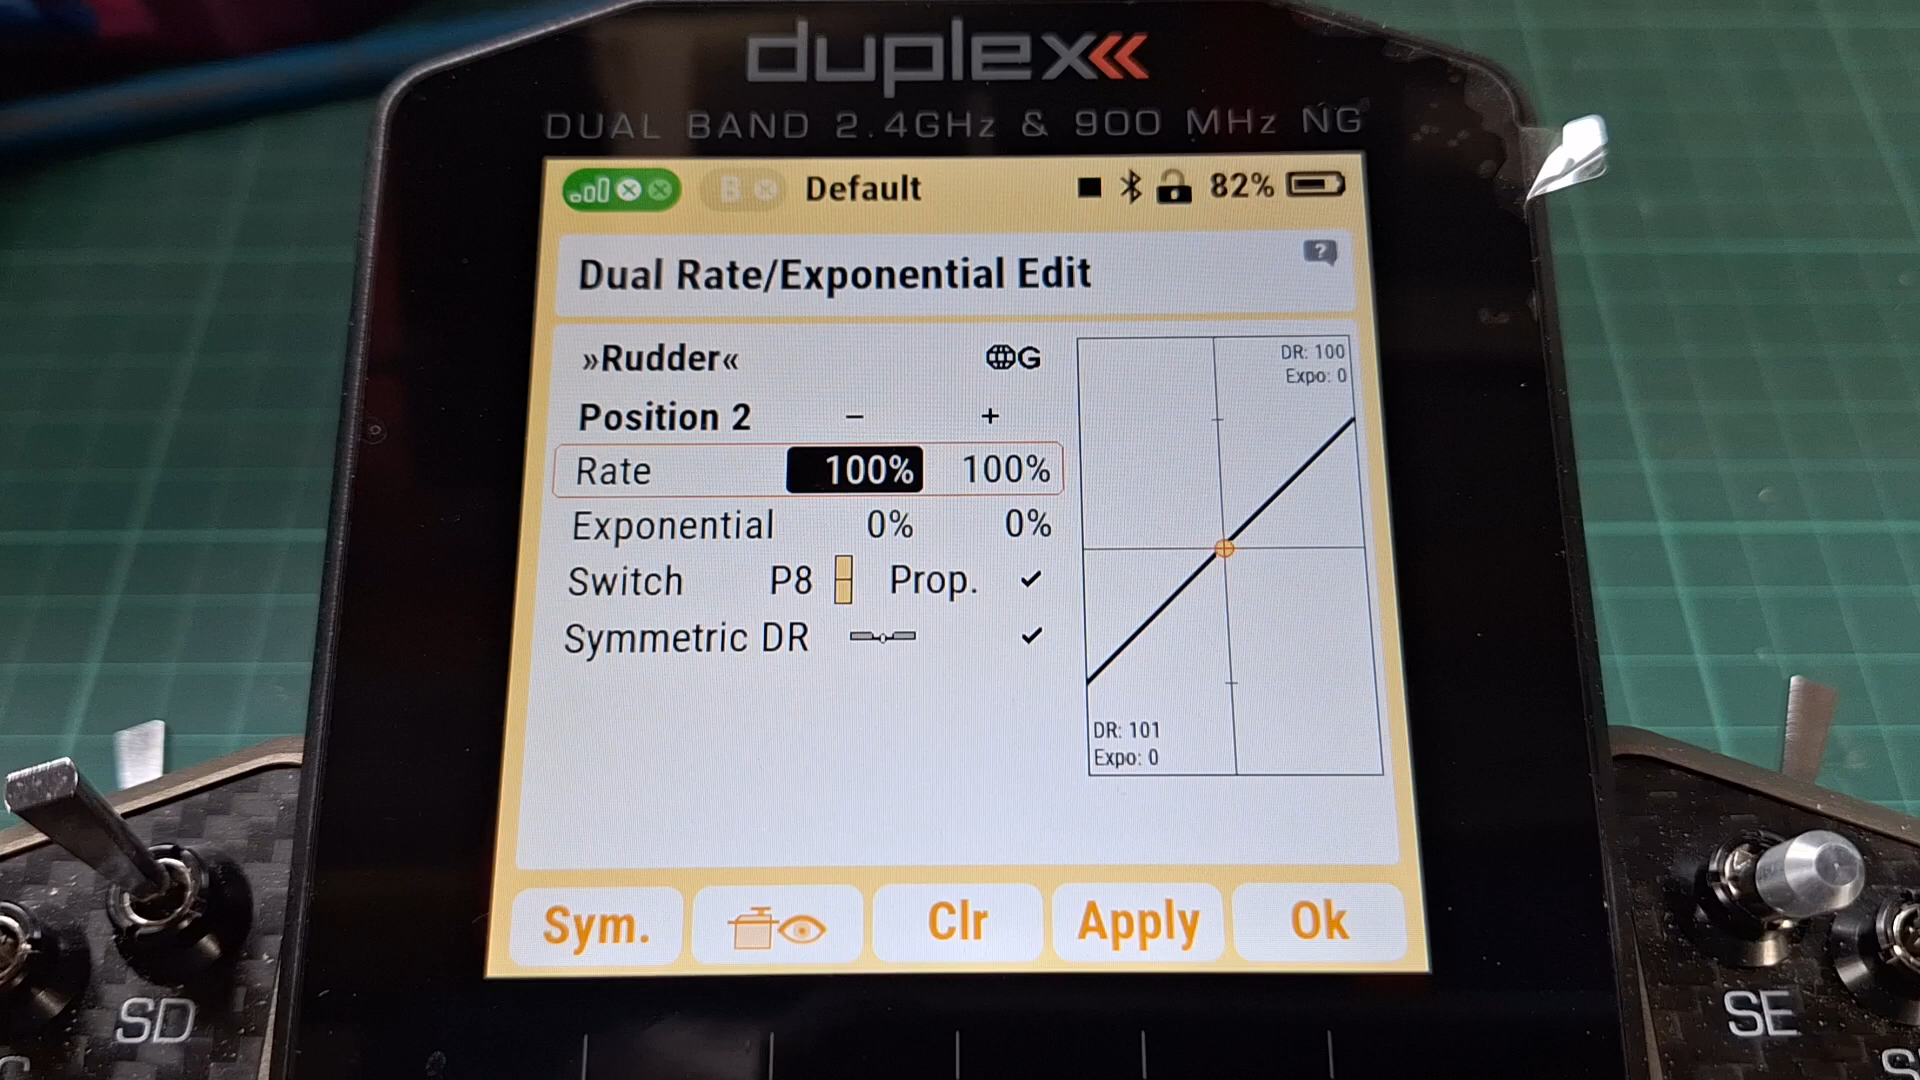 duplex
DUAL BAND 2.4GHz & 900 MHz NG
B Default 82%
Dual Rate/Exponential Edit ?
»Rudder« G
Position 2 – +
Rate 100% 100%
Exponential 0% 0%
Switch P8 Prop. ✓
Symmetric DR ✓
DR: 100
Expo: 0
DR: 101
Expo: 0
Sym. Clr Apply Ok
SD
SE